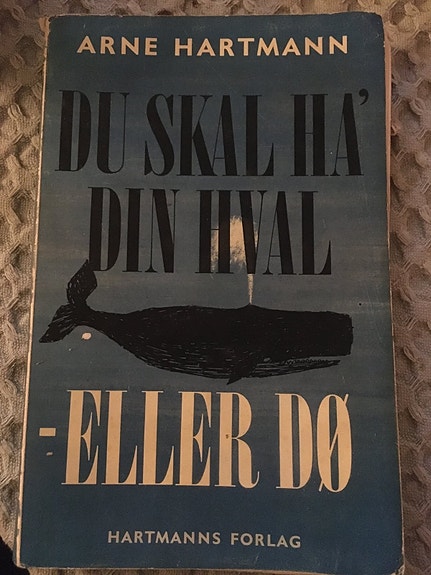 ARNE HARTMANN
DU SKAL HA'
DIN HVAL
-ELLER DØ
HARTMANNS FORLAG